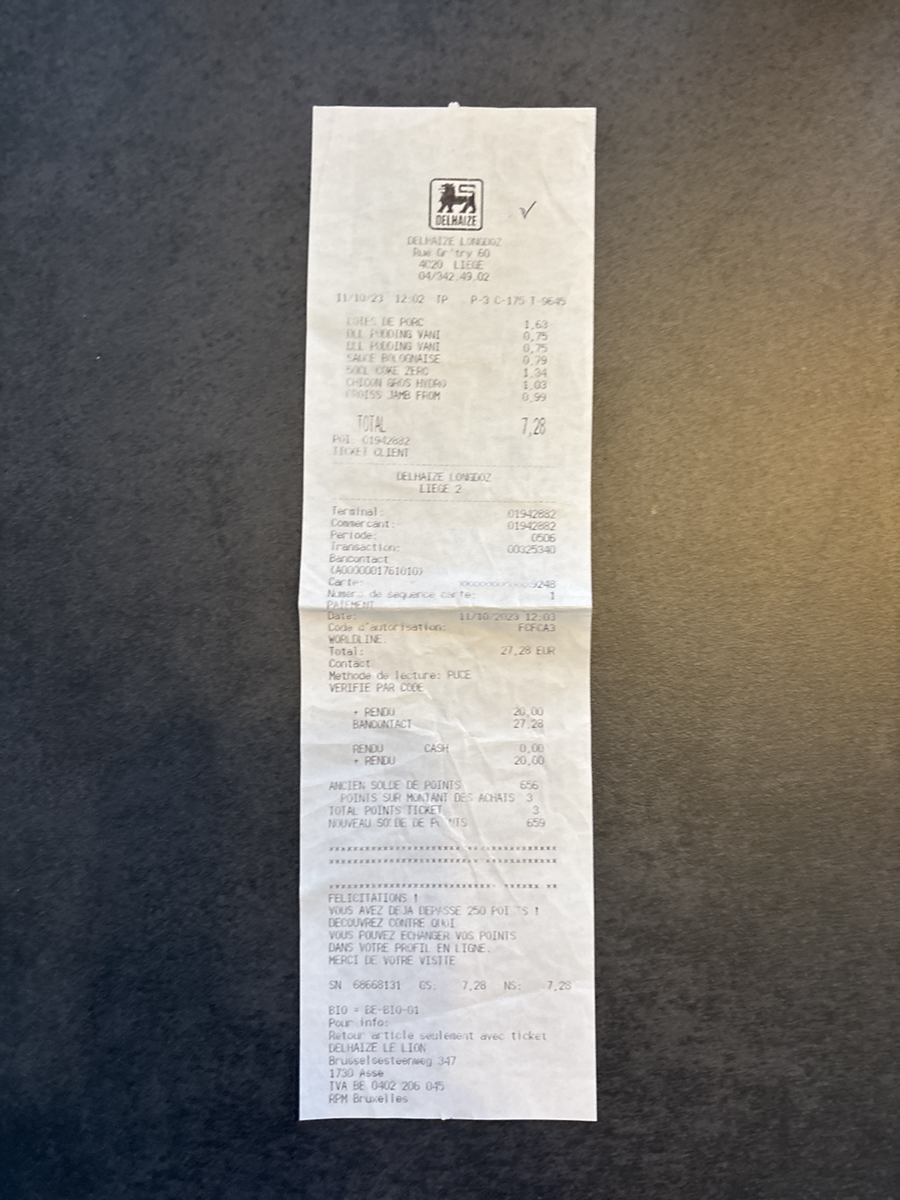 DELHAIZE
DELHAIZE LONGDOZ
Rue Gr'try 60
4020 LIEGE
04/342.49.02
11/10/23 12:02 TP P-3 C-175 T-9645
COTES DE PORC 1,63
DLL PUDDING VANI 0,75
DLL PUDDING VANI 0,75
SAUCE BOLOGNAISE 0,79
50CL COKE ZERO 1,34
CHICON GROS HYDRO 1,03
CROISS JAMB FROM 0,99
TOTAL 7,28
POI: 01942882
TICKET CLIENT
DELHAIZE LONGDOZ
LIEGE 2
Terminal: 01942882
Commercant: 01942882
Periode: 0506
Transaction: 00325340
Bancontact
(A0000001761010)
Carte: 9248
Numero de sequence carte: 1
PAIEMENT
Date: 11/10/2023 12:03
Code d'autorisation: FCFCA3
WORLDLINE:
Total: 27,28 EUR
Contact
Methode de lecture: PUCE
VERIFIE PAR CODE
+ RENDU 20,00
BANCONTACT 27,28
RENDU CASH 0,00
+ RENDU 20,00
ANCIEN SOLDE DE POINTS 656
POINTS SUR MONTANT DES ACHATS 3
TOTAL POINTS TICKET 3
NOUVEAU SOLDE DE POINTS 659
FELICITATIONS !
VOUS AVEZ DEJA DEPASSE 250 POINTS !
DECOUVREZ CONTRE QUOI
VOUS POUVEZ ECHANGER VOS POINTS
DANS VOTRE PROFIL EN LIGNE.
MERCI DE VOTRE VISITE
SN 68668131 GS: 7,28 NS: 7,28
BIO = BE-BIO-01
Pour info:
Retour article seulement avec ticket
DELHAIZE LE LION
Brusselsesteenweg 347
1730 Asse
TVA BE 0402 206 045
RPM Bruxelles